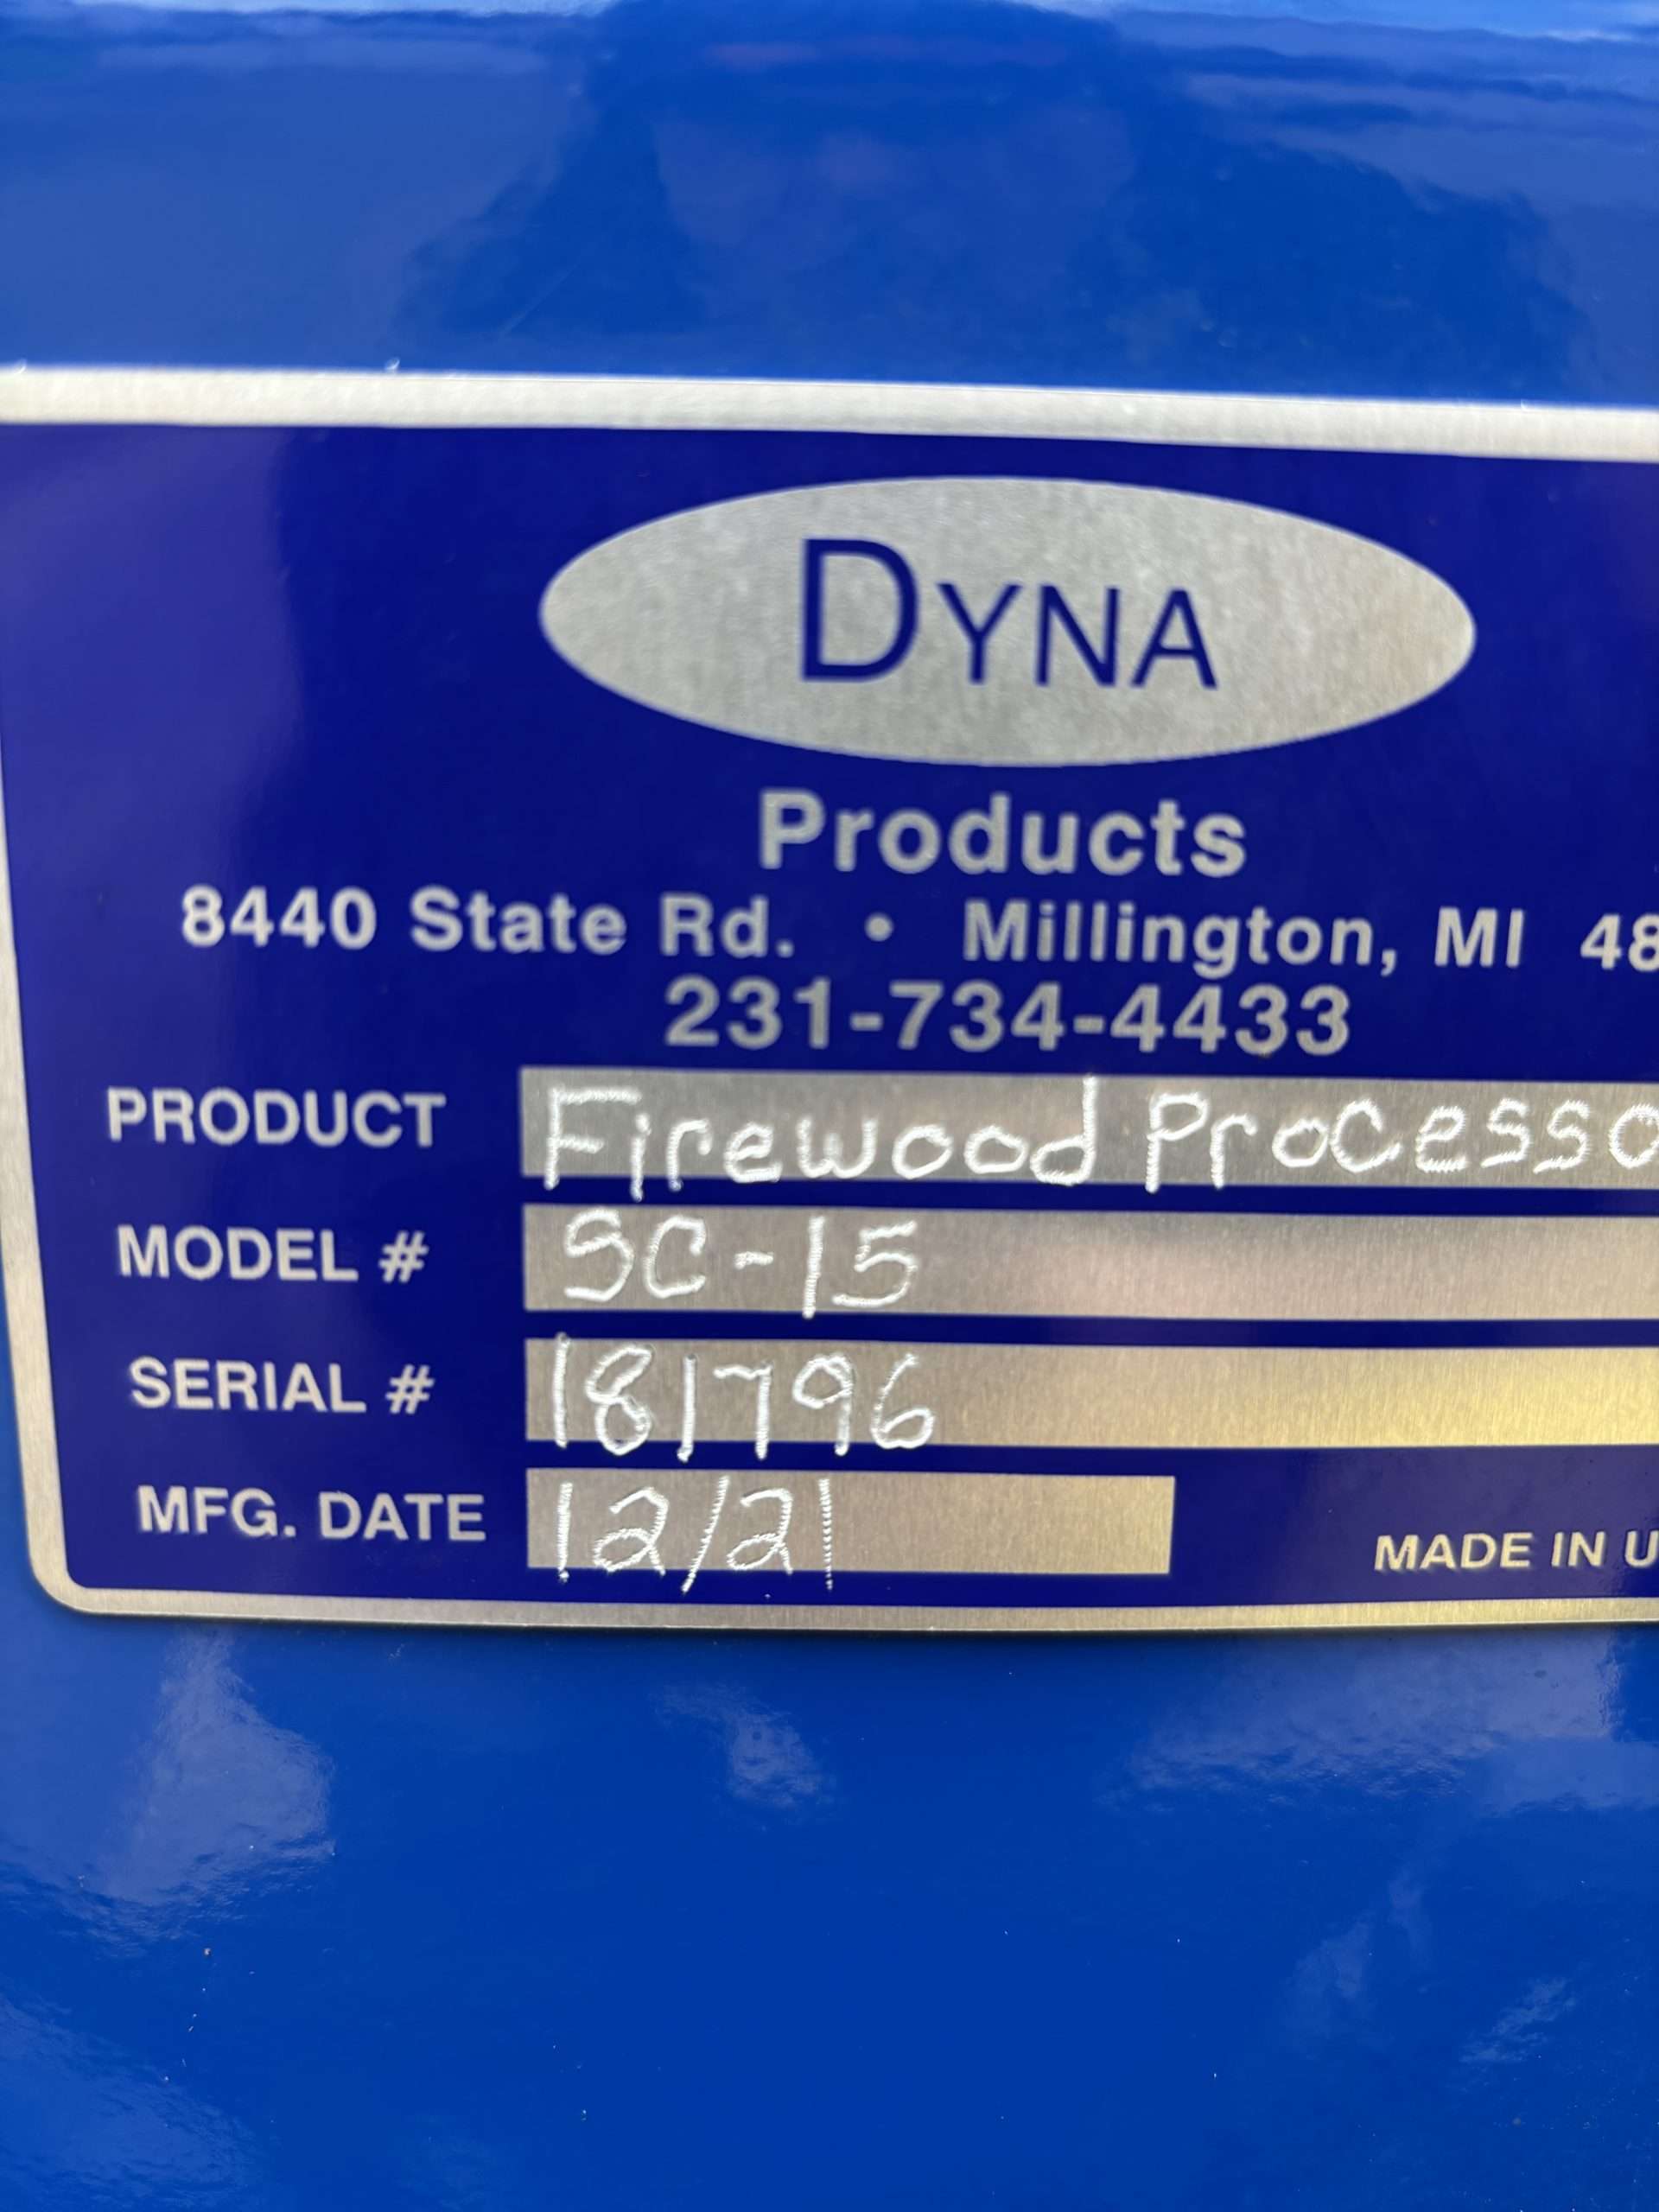 DYNA
Products
8440 State Rd. • Millington, MI 48
231-734-4433
PRODUCT Firewood Processo
MODEL # SC-15
SERIAL # 181796
MFG. DATE 12/21
MADE IN U